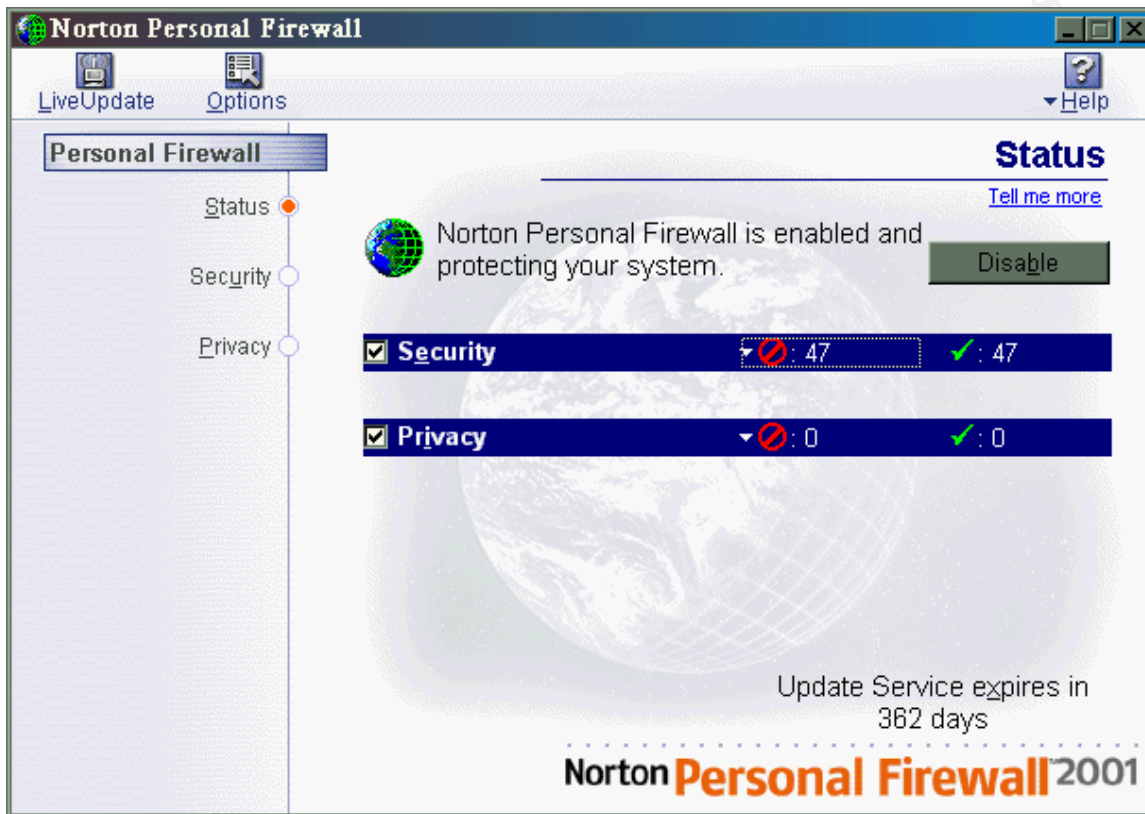 Norton Personal Firewall
LiveUpdate
Options
Help
Personal Firewall
Status
Security
Privacy
Status
Tell me more
Norton Personal Firewall is enabled and
protecting your system.
Disable
Security : 47 : 47
Privacy : 0 : 0
Update Service expires in
362 days
Norton Personal Firewall™2001